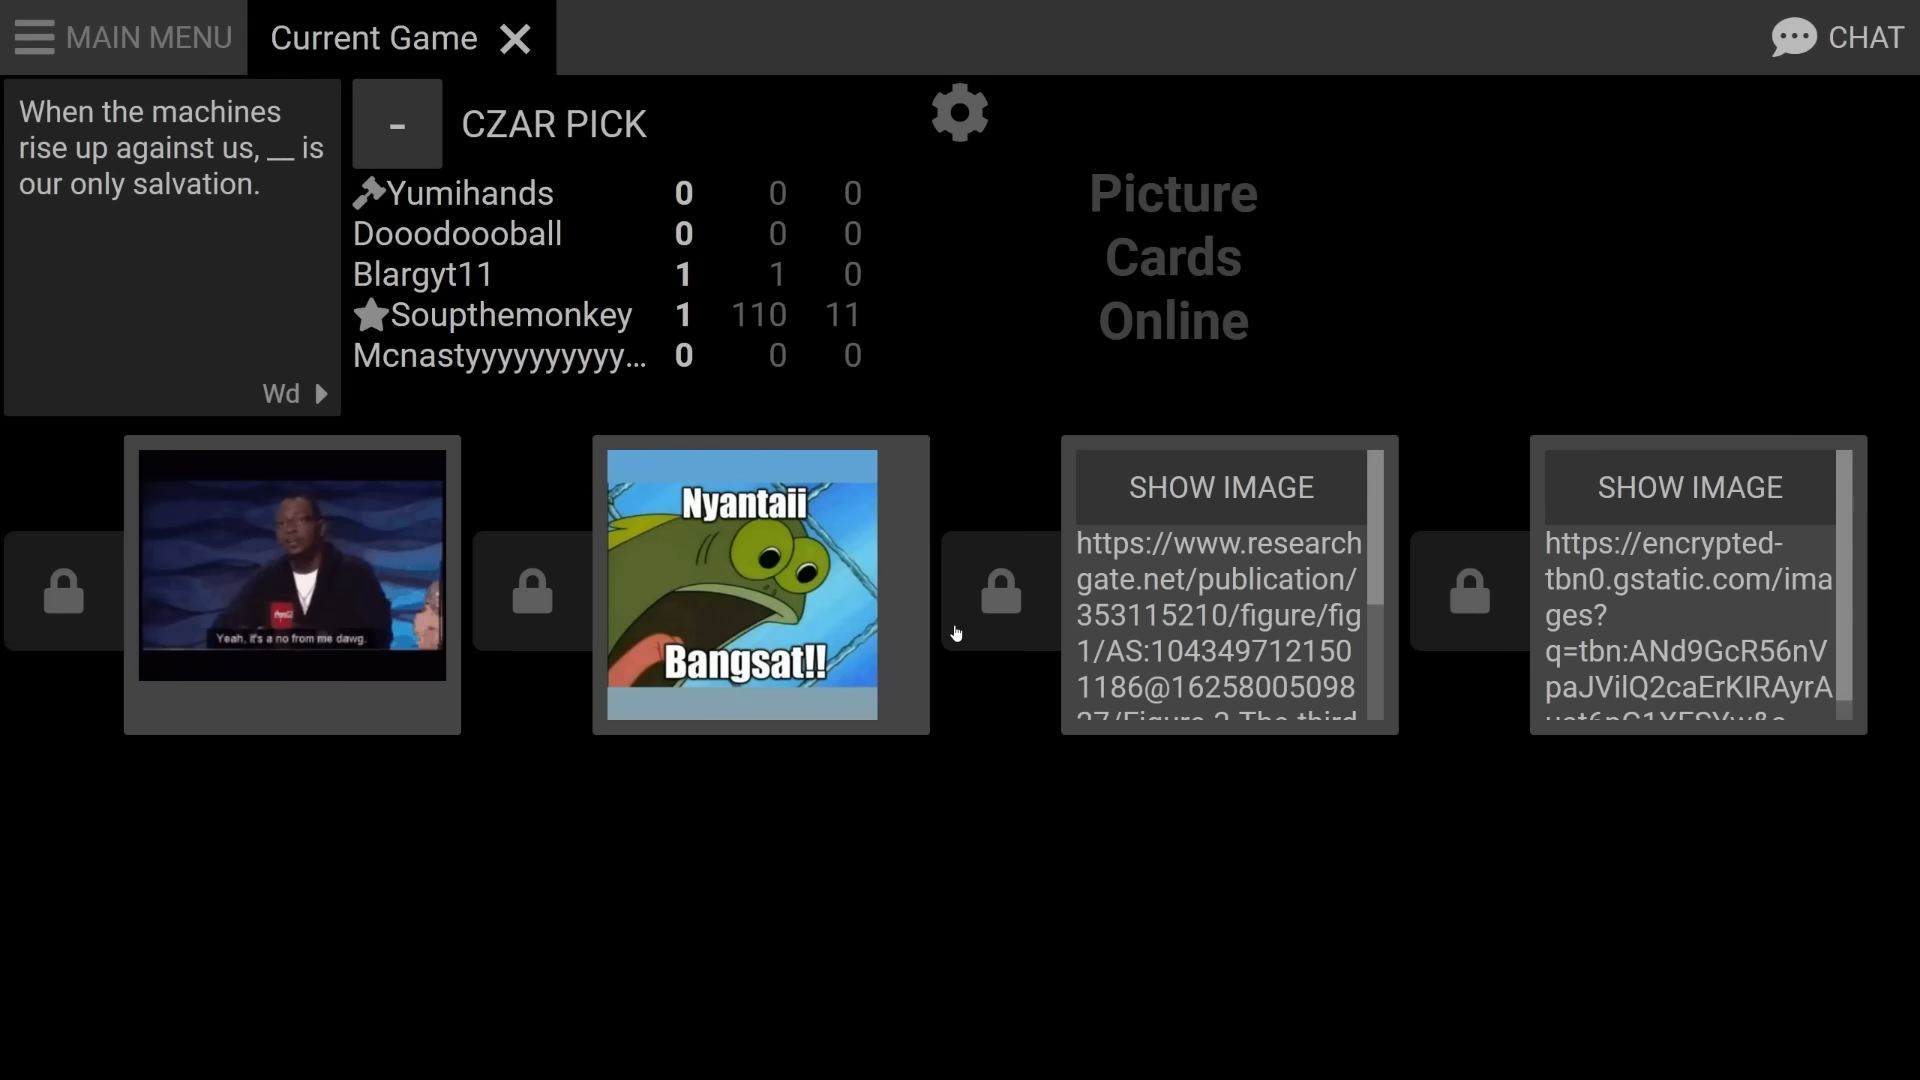 MAIN MENU
Current Game
CHAT
When the machines
rise up against us, __ is
our only salvation.
Wd
-
CZAR PICK
Yumihands 0 0 0
Dooodoooball 0 0 0
Blargyt11 1 1 0
Soupthemonkey 1 110 11
Mcnastyyyyyyyyyy... 0 0 0
Picture
Cards
Online
Yeah, it's a no from me dawg.
Nyantaii
Bangsat!!
SHOW IMAGE
https://www.research
gate.net/publication/
353115210/figure/fig
1/AS:104349712150
1186@16258005098
SHOW IMAGE
https://encrypted-
tbn0.gstatic.com/ima
ges?
q=tbn:ANd9GcR56nV
paJVilQ2caErKIRAyrA